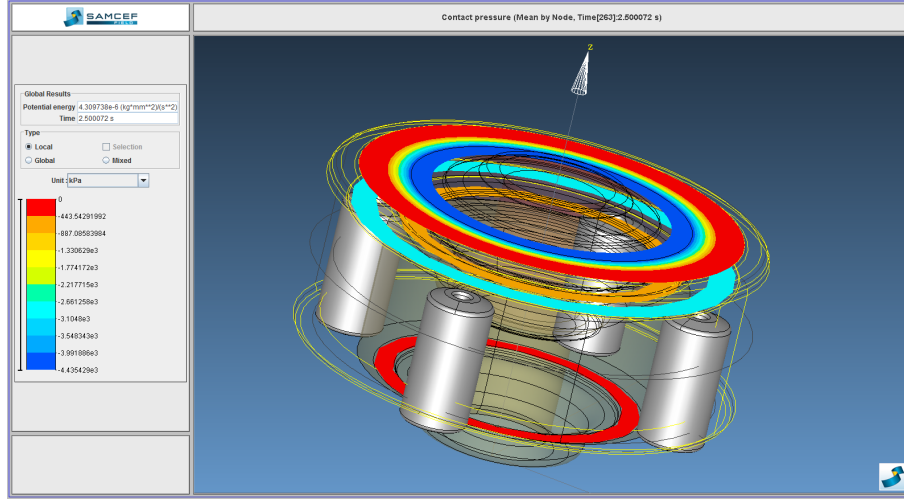 SAMCEF
FIELD
Contact pressure (Mean by Node, Time[263]:2.500072 s)
Global Results
Potential energy 4.309738e-6 (kg*mm**2)/(s**2)
Time 2.500072 s
Type
Local
Selection
Global
Mixed
Unit : kPa
0
-443.54291992
-887.08583984
-1.330629e3
-1.774172e3
-2.217715e3
-2.661258e3
-3.1048e3
-3.548343e3
-3.991886e3
-4.435429e3
Z